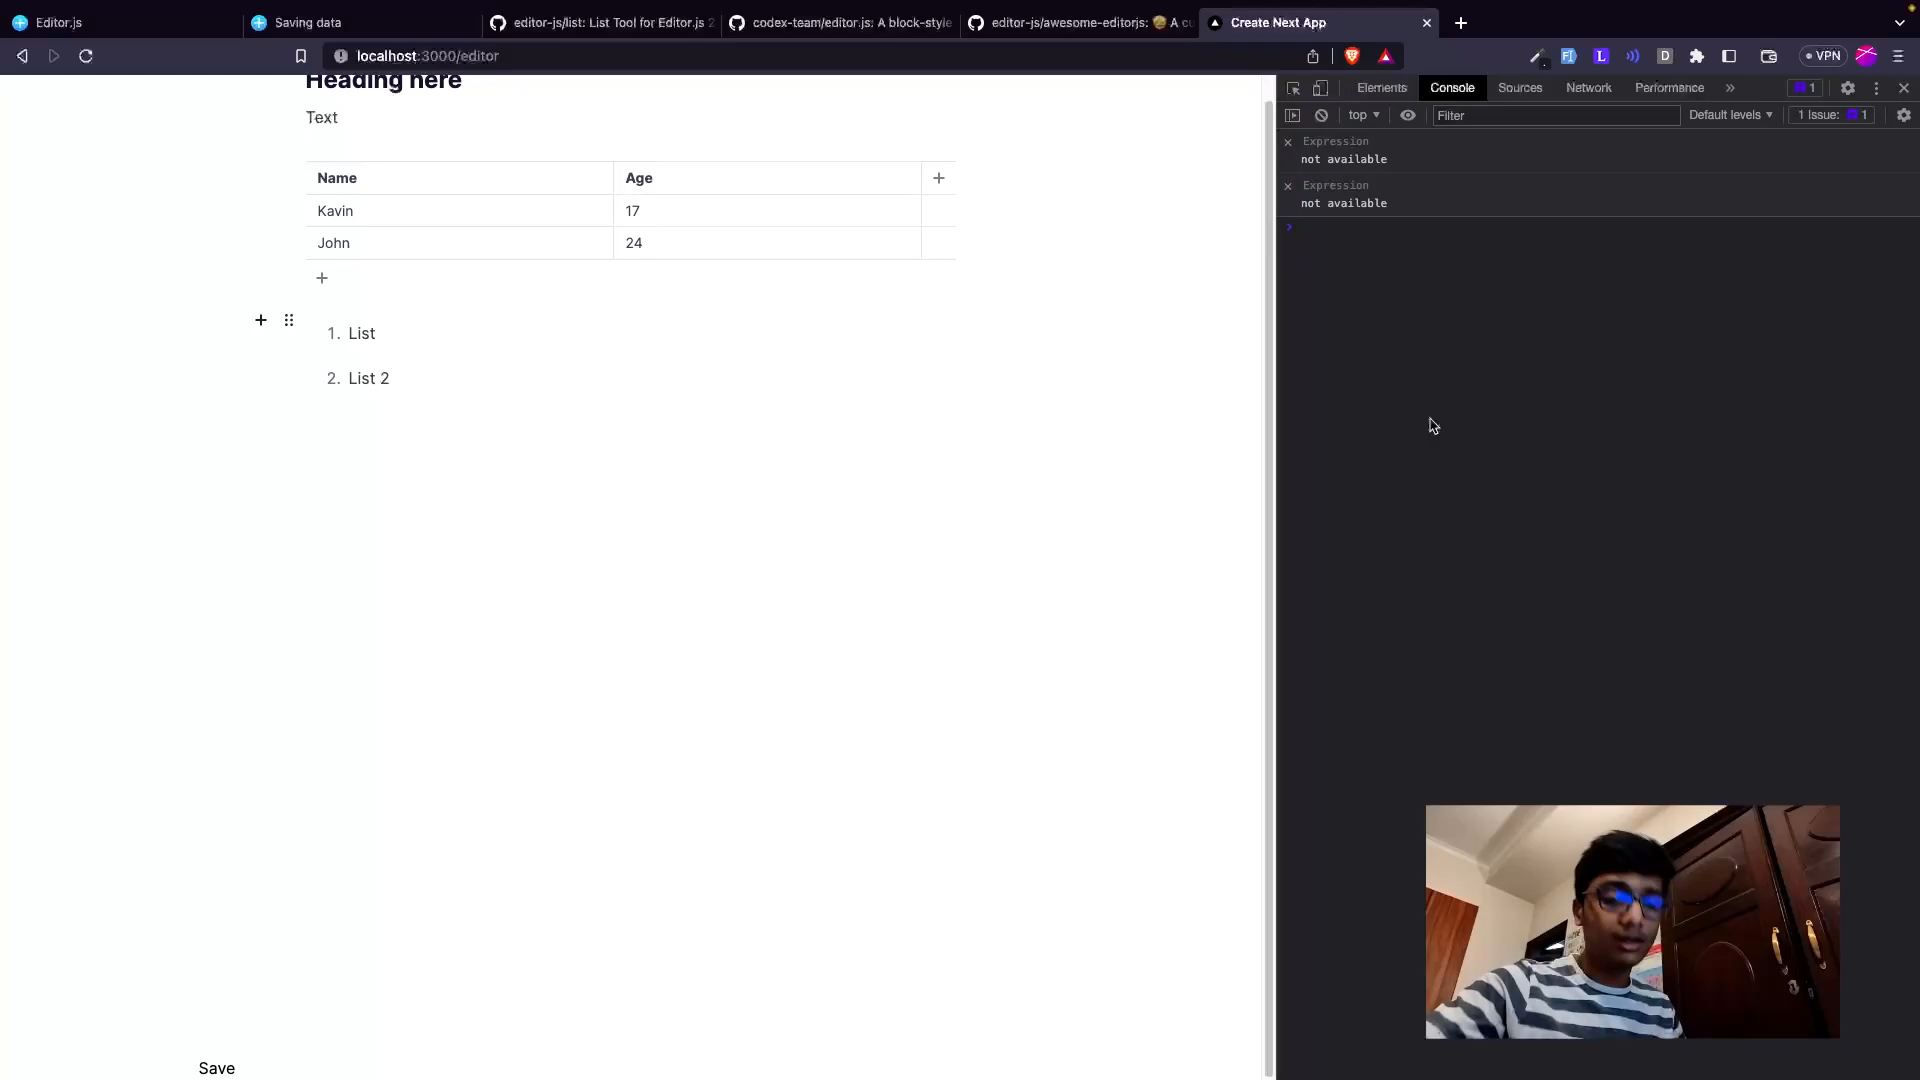 Editor.js
Saving data
editor-js/list: List Tool for Editor.js 2
codex-team/editor.js: A block-style
editor-js/awesome-editorjs: 😎 A cu
Create Next App
localhost:3000/editor
VPN
Heading here
Text
Name Age
Kavin 17
John 24
1. List
2. List 2
Save
Elements Console Sources Network Performance 1
top Filter Default levels 1 Issue: 1
Expression
not available
Expression
not available